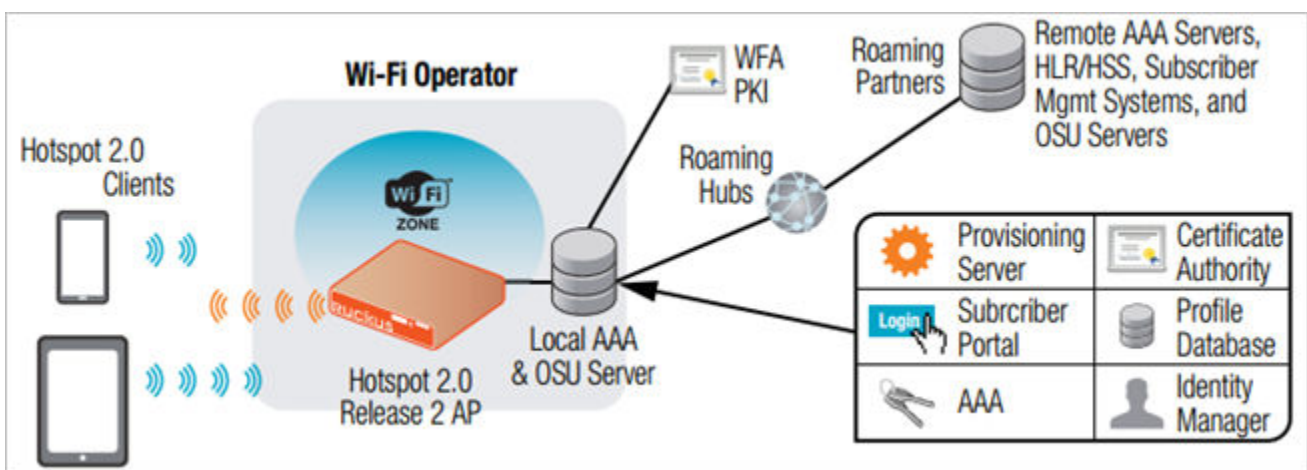 Wi-Fi Operator
Hotspot 2.0
Clients
Wi Fi
ZONE
Ruckus
Hotspot 2.0
Release 2 AP
Local AAA
& OSU Server
WFA
PKI
Roaming
Hubs
Roaming
Partners
Remote AAA Servers,
HLR/HSS, Subscriber
Mgmt Systems, and
OSU Servers
Provisioning
Server
Certificate
Authority
Login
Subrcriber
Portal
Profile
Database
AAA
Identity
Manager